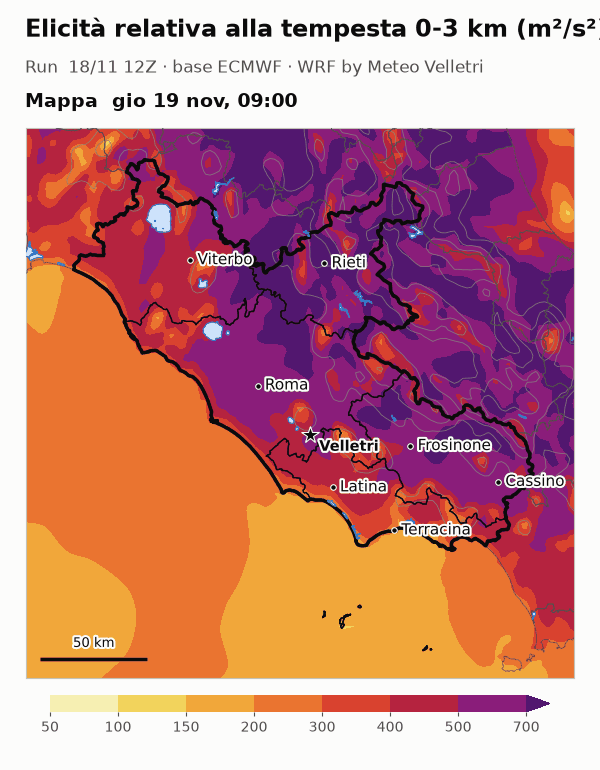 Elicità relativa alla tempesta 0-3 km (m²/s²)
Run 18/11 12Z · base ECMWF · WRF by Meteo Velletri
Mappa gio 19 nov, 09:00
Viterbo
Rieti
Roma
Velletri
Frosinone
Latina
Cassino
Terracina
50 km
50 100 150 200 300 400 500 700